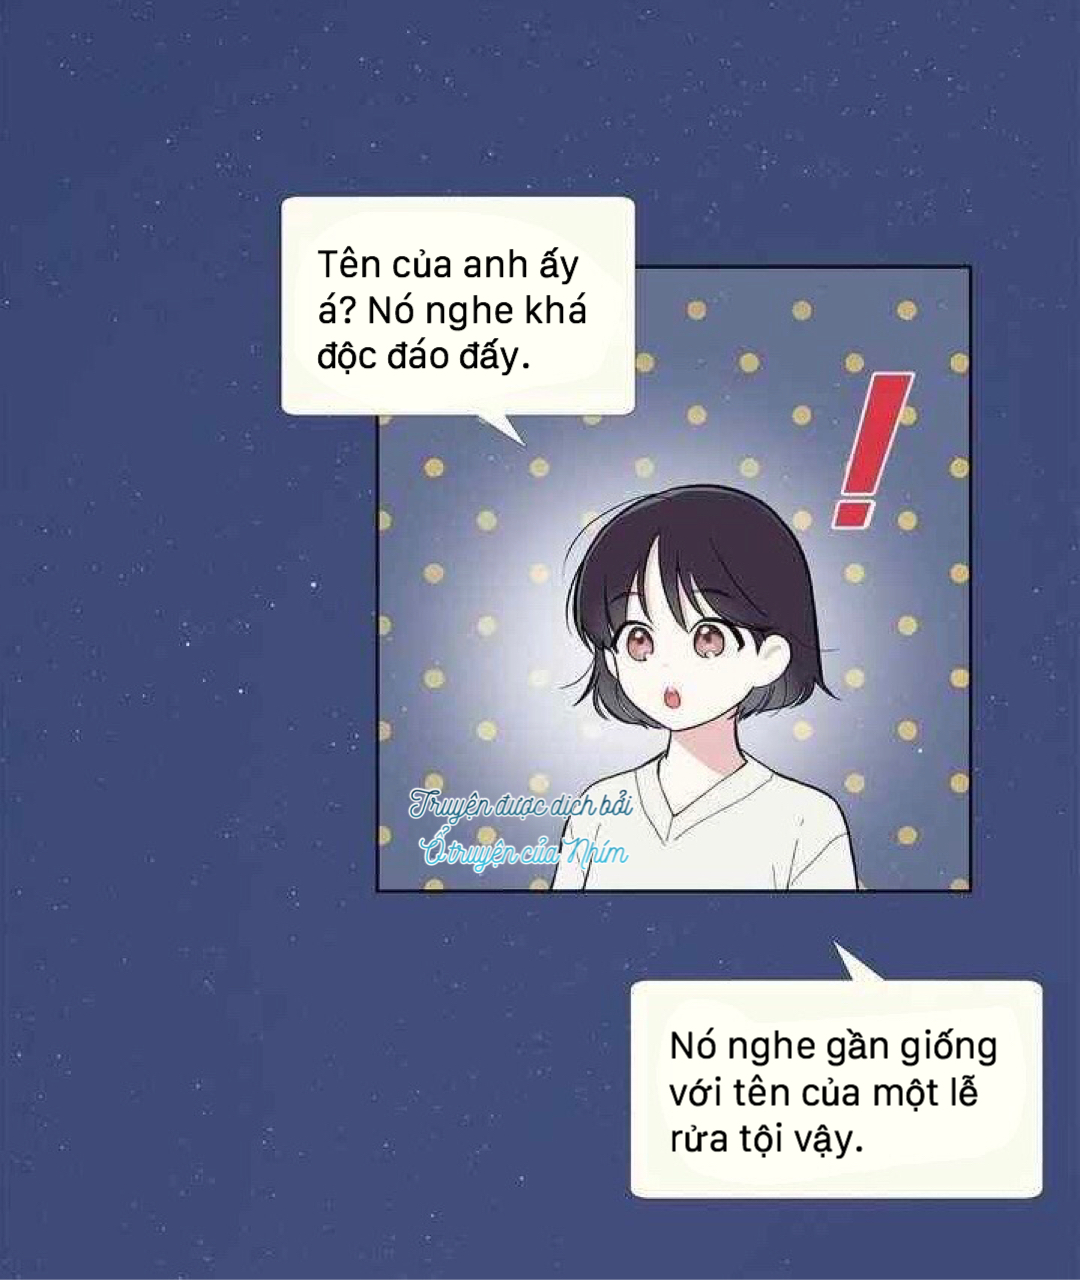 Tên của anh ấy
á? Nó nghe khá
độc đáo đấy.
!
Truyện được dịch bởi
Ổ truyện của Nhím
Nó nghe gần giống
với tên của một lễ
rửa tội vậy.